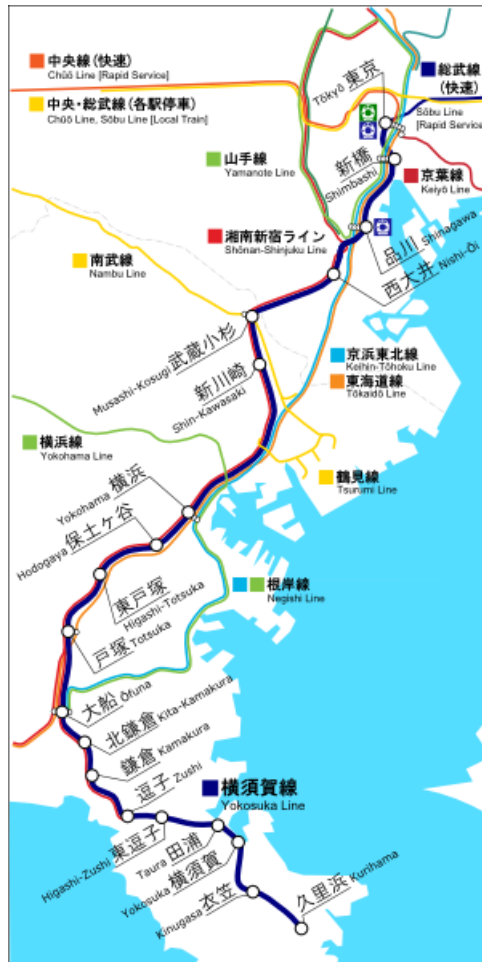 中央線(快速)
Chūō Line [Rapid Service]
中央・総武線(各駅停車)
Chūō Line, Sōbu Line [Local Train]
総武線
(快速)
Sōbu Line
[Rapid Service]
東京
Tōkyō
新橋
Shimbashi
山手線
Yamanote Line
京葉線
Keiyō Line
品川 Shinagawa
湘南新宿ライン
Shōnan-Shinjuku Line
西大井 Nishi-Ōi
南武線
Nambu Line
武蔵小杉
Musashi-Kosugi
新川崎
Shin-Kawasaki
京浜東北線
Keihin-Tōhoku Line
東海道線
Tōkaidō Line
横浜線
Yokohama Line
鶴見線
Tsurumi Line
横浜
Yokohama
保土ヶ谷
Hodogaya
東戸塚
Higashi-Totsuka
根岸線
Negishi Line
戸塚 Totsuka
大船 Ōfuna
北鎌倉 Kita-Kamakura
鎌倉 Kamakura
逗子 Zushi
横須賀線
Yokosuka Line
東逗子
Higashi-Zushi
田浦
Taura
横須賀
Yokosuka
衣笠
Kinugasa
久里浜 Kurihama